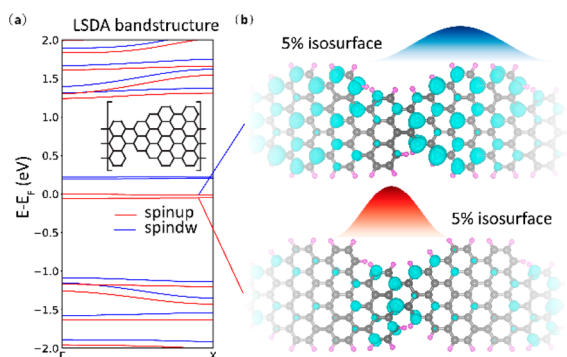 (a) LSDA bandstructure
(b)
2.0
1.5
1.0
0.5
0.0
−0.5
−1.0
−1.5
−2.0
E-E_F (eV)
spinup
spindw
X
5% isosurface
5% isosurface